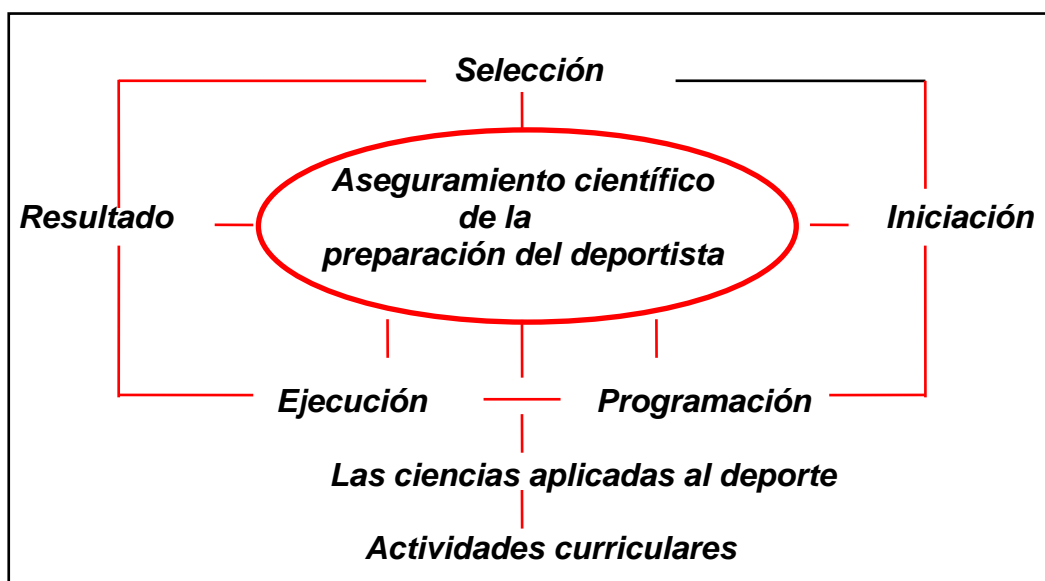 Selección
Aseguramiento científico
de la
preparación del deportista
Resultado
Iniciación
Ejecución
Programación
Las ciencias aplicadas al deporte
Actividades curriculares